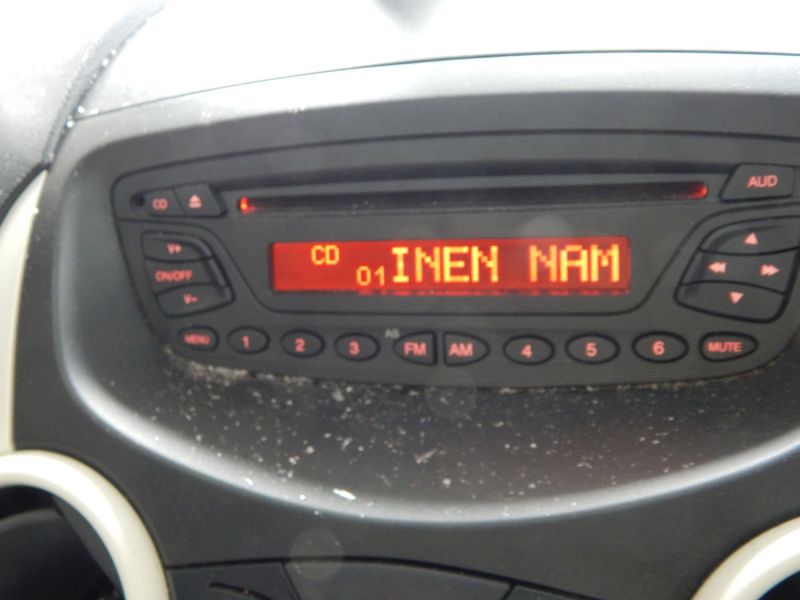 CD ⏏ AUD
V+
ON/OFF
V–
CD 01 INEN NAM
MENU 1 2 3 AS FM AM 4 5 6 MUTE